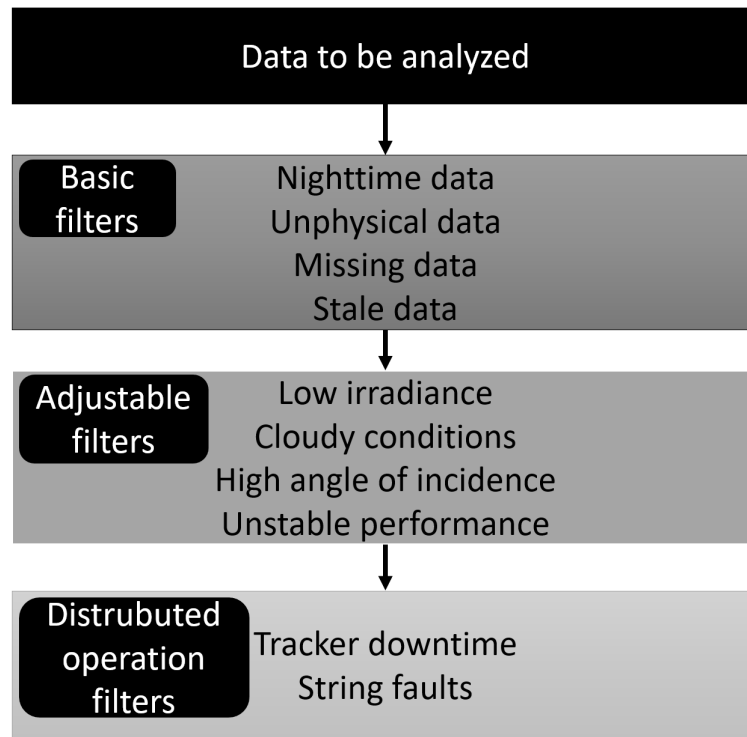 Data to be analyzed
Basic
filters
Nighttime data
Unphysical data
Missing data
Stale data
Adjustable
filters
Low irradiance
Cloudy conditions
High angle of incidence
Unstable performance
Distrubuted
operation
filters
Tracker downtime
String faults